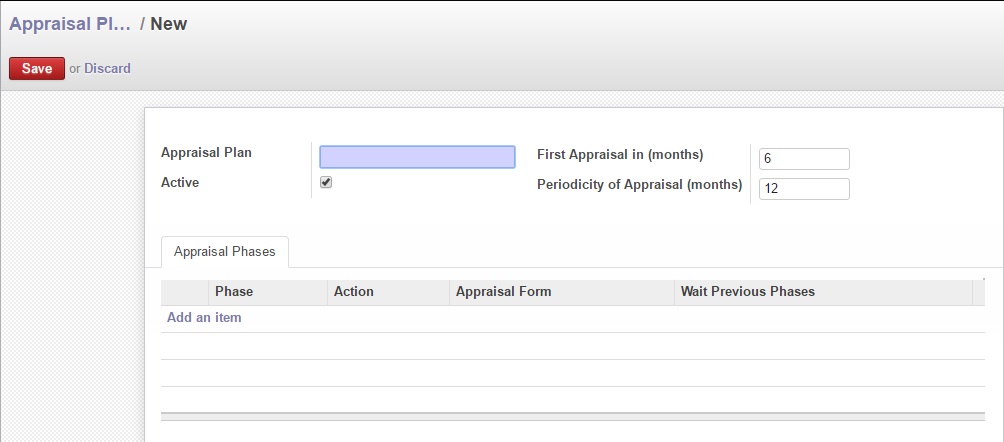 Appraisal Pl... / New
Save or Discard
Appraisal Plan
Active
First Appraisal in (months) 6
Periodicity of Appraisal (months) 12
Appraisal Phases
Phase Action Appraisal Form Wait Previous Phases
Add an item